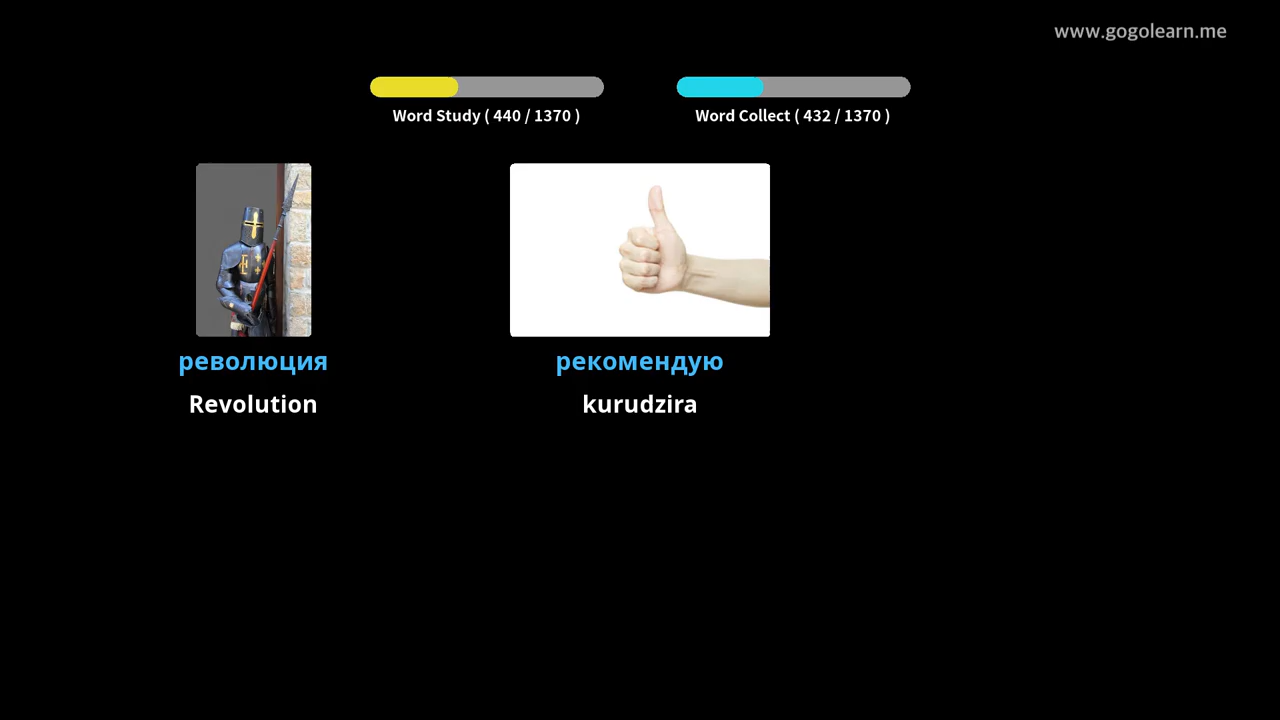 www.gogolearn.me
Word Study ( 440 / 1370 )
Word Collect ( 432 / 1370 )
революция
Revolution
рекомендую
kurudzira